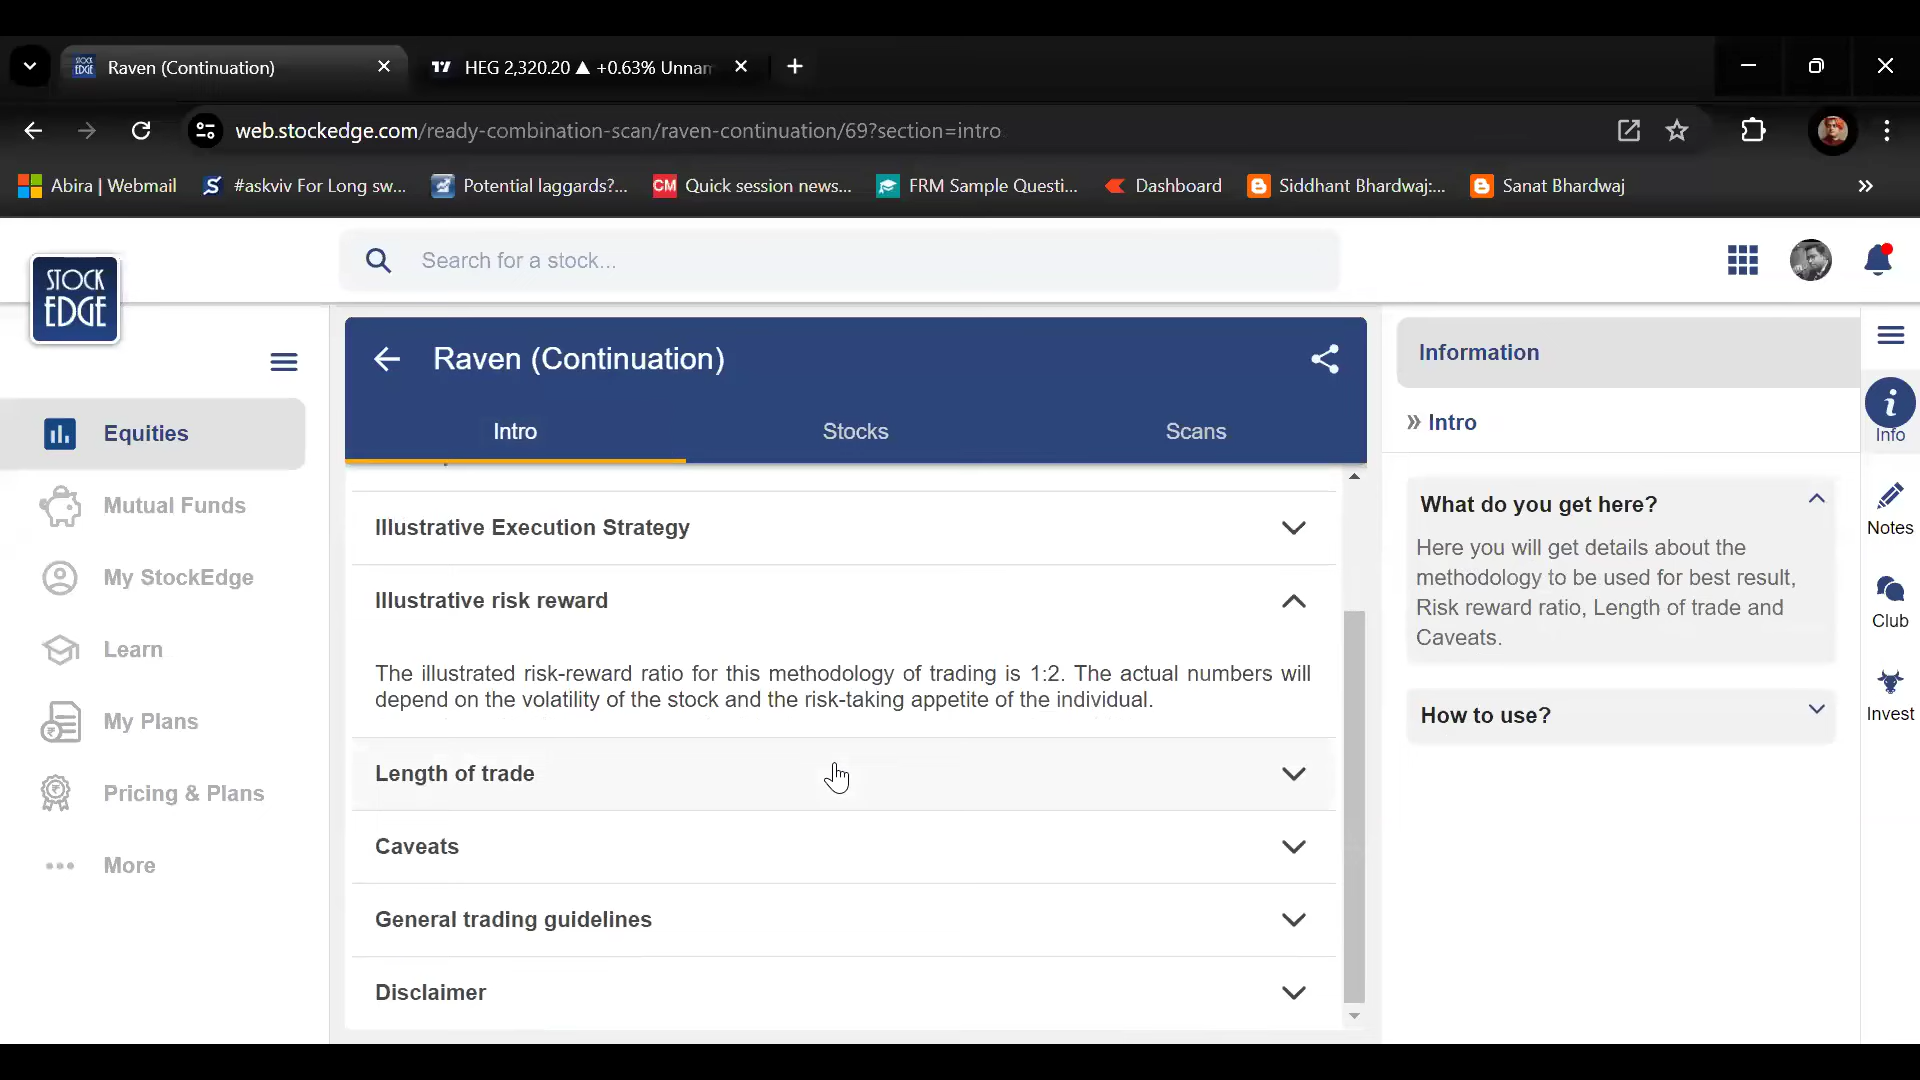 Raven (Continuation)
HEG 2,320.20 ▲ +0.63% Unnam
web.stockedge.com/ready-combination-scan/raven-continuation/69?section=intro
Abira | Webmail
#askviv For Long sw...
Potential laggards?...
CM Quick session news...
FRM Sample Questi...
Dashboard
Siddhant Bhardwaj:...
Sanat Bhardwaj
STOCK
EDGE
Search for a stock...
Equities
Mutual Funds
My StockEdge
Learn
My Plans
Pricing & Plans
More
Raven (Continuation)
Intro
Stocks
Scans
Illustrative Execution Strategy
Illustrative risk reward
The illustrated risk-reward ratio for this methodology of trading is 1:2. The actual numbers will
depend on the volatility of the stock and the risk-taking appetite of the individual.
Length of trade
Caveats
General trading guidelines
Disclaimer
Information
» Intro
What do you get here?
Here you will get details about the
methodology to be used for best result,
Risk reward ratio, Length of trade and
Caveats.
How to use?
Info
Notes
Club
Invest